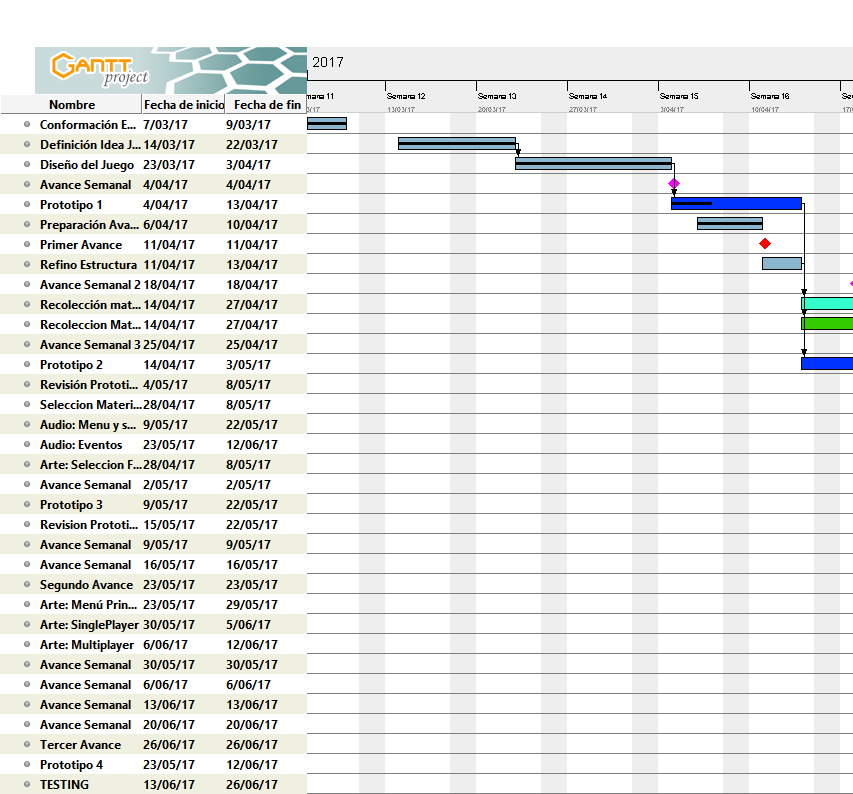 GANTT project
2017
mana 11 Semana 12 Semana 13 Semana 14 Semana 15 Semana 16 Se
3/17 13/03/17 20/03/17 27/03/17 3/04/17 10/04/17 17/0
Nombre Fecha de inicio Fecha de fin
Conformación E... 7/03/17 9/03/17
Definición Idea J... 14/03/17 22/03/17
Diseño del Juego 23/03/17 3/04/17
Avance Semanal 4/04/17 4/04/17
Prototipo 1 4/04/17 13/04/17
Preparación Ava... 6/04/17 10/04/17
Primer Avance 11/04/17 11/04/17
Refino Estructura 11/04/17 13/04/17
Avance Semanal 2 18/04/17 18/04/17
Recolección mat... 14/04/17 27/04/17
Recoleccion Mat... 14/04/17 27/04/17
Avance Semanal 3 25/04/17 25/04/17
Prototipo 2 14/04/17 3/05/17
Revisión Prototi... 4/05/17 8/05/17
Seleccion Materi... 28/04/17 8/05/17
Audio: Menu y s... 9/05/17 22/05/17
Audio: Eventos 23/05/17 12/06/17
Arte: Seleccion F... 28/04/17 8/05/17
Avance Semanal 2/05/17 2/05/17
Prototipo 3 9/05/17 22/05/17
Revision Prototi... 15/05/17 22/05/17
Avance Semanal 9/05/17 9/05/17
Avance Semanal 16/05/17 16/05/17
Segundo Avance 23/05/17 23/05/17
Arte: Menú Prin... 23/05/17 29/05/17
Arte: SinglePlayer 30/05/17 5/06/17
Arte: Multiplayer 6/06/17 12/06/17
Avance Semanal 30/05/17 30/05/17
Avance Semanal 6/06/17 6/06/17
Avance Semanal 13/06/17 13/06/17
Avance Semanal 20/06/17 20/06/17
Tercer Avance 26/06/17 26/06/17
Prototipo 4 23/05/17 12/06/17
TESTING 13/06/17 26/06/17